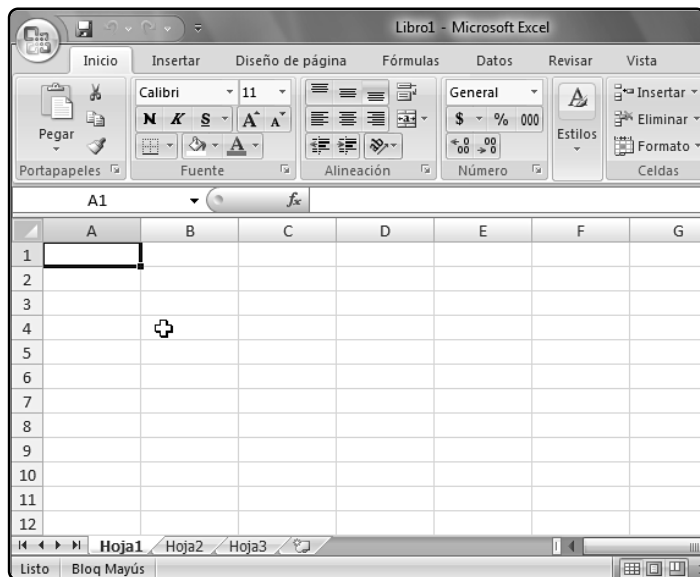 Libro1 - Microsoft Excel
Inicio Insertar Diseño de página Fórmulas Datos Revisar Vista
Calibri 11 General Insertar
Pegar N K S A A $ % 000 Estilos Eliminar
A Formato
Portapapeles Fuente Alineación Número Celdas
A1 fx
A B C D E F G
1
2
3
4
5
6
7
8
9
10
11
12
Hoja1 Hoja2 Hoja3
Listo Bloq Mayús